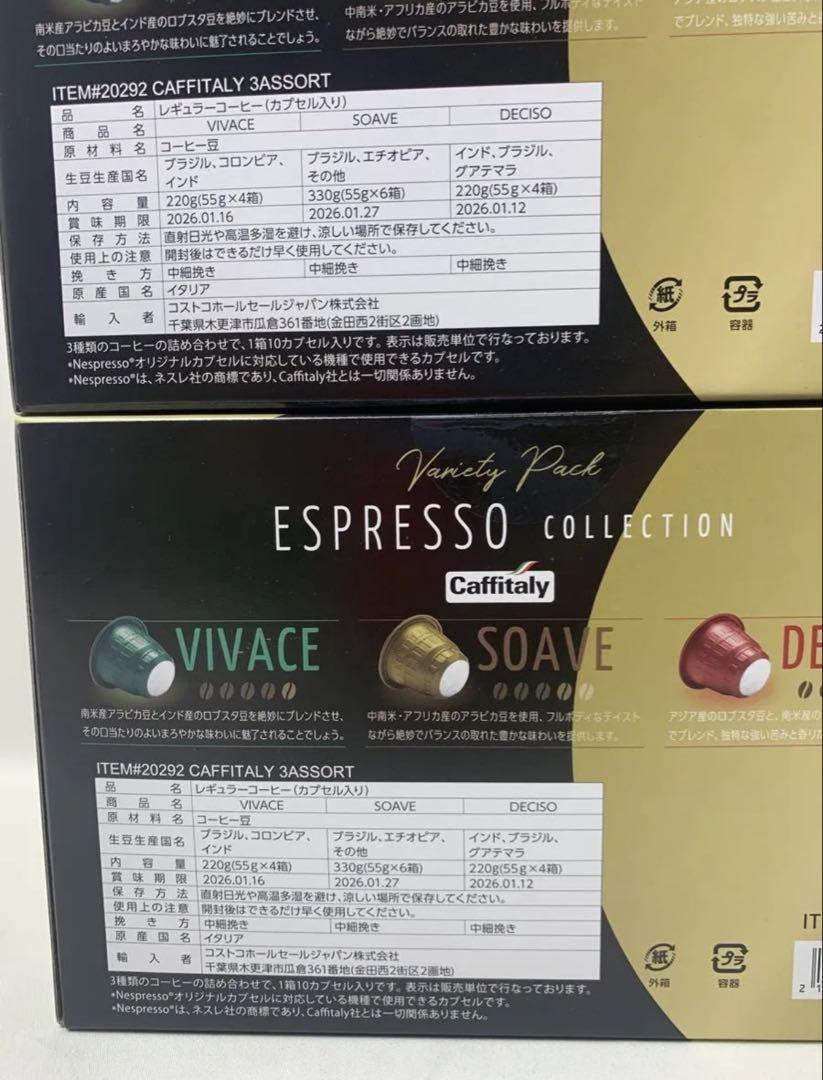 南米産アラビカ豆とインド産のロブスタ豆を絶妙にブレンドさせ、
その口当たりのよいまろやかな味わいに魅了されることでしょう。
中南米・アフリカ産のアラビカ豆を使用、フルボディなテイスト
ながら絶妙でバランスの取れた豊かな味わいを提供します。
でブレンド、独特な強い苦みと
ITEM#20292 CAFFITALY 3ASSORT
品名 レギュラーコーヒー(カプセル入り)
商品名 VIVACE SOAVE DECISO
原材料名 コーヒー豆
生豆生産国名 ブラジル、コロンビア、インド ブラジル、エチオピア、その他 インド、ブラジル、グアテマラ
内容量 220g(55g×4箱) 330g(55g×6箱) 220g(55g×4箱)
賞味期限 2026.01.16 2026.01.27 2026.01.12
保存方法 直射日光や高温多湿を避け、涼しい場所で保存してください。
使用上の注意 開封後はできるだけ早く使用してください。
挽き方 中細挽き 中細挽き 中細挽き
原産国名 イタリア
輸入者 コストコホールセールジャパン株式会社
千葉県木更津市瓜倉361番地(金田西2街区2画地)
3種類のコーヒーの詰め合わせで、1箱10カプセル入りです。表示は販売単位で行なっております。
*Nespresso®オリジナルカプセルに対応している機種で使用できるカプセルです。
*Nespresso®は、ネスレ社の商標であり、Caffitaly社とは一切関係ありません。
紙 プラ
外箱 容器
Variety Pack
ESPRESSO COLLECTION
Caffitaly
VIVACE SOAVE DE
南米産アラビカ豆とインド産のロブスタ豆を絶妙にブレンドさせ、
その口当たりのよいまろやかな味わいに魅了されることでしょう。
中南米・アフリカ産のアラビカ豆を使用、フルボディなテイスト
ながら絶妙でバランスの取れた豊かな味わいを提供します。
アジア産のロブスタ豆と、南米産の
でブレンド、独特な強い苦みと香りが
ITEM#20292 CAFFITALY 3ASSORT
品名 レギュラーコーヒー(カプセル入り)
商品名 VIVACE SOAVE DECISO
原材料名 コーヒー豆
生豆生産国名 ブラジル、コロンビア、インド ブラジル、エチオピア、その他 インド、ブラジル、グアテマラ
内容量 220g(55g×4箱) 330g(55g×6箱) 220g(55g×4箱)
賞味期限 2026.01.16 2026.01.27 2026.01.12
保存方法 直射日光や高温多湿を避け、涼しい場所で保存してください。
使用上の注意 開封後はできるだけ早く使用してください。
挽き方 中細挽き 中細挽き 中細挽き
原産国名 イタリア
輸入者 コストコホールセールジャパン株式会社
千葉県木更津市瓜倉361番地(金田西2街区2画地)
IT
紙 プラ
外箱 容器
2 1
3種類のコーヒーの詰め合わせで、1箱10カプセル入りです。表示は販売単位で行なっております。
*Nespresso®オリジナルカプセルに対応している機種で使用できるカプセルです。
*Nespresso®は、ネスレ社の商標であり、Caffitaly社とは一切関係ありません。